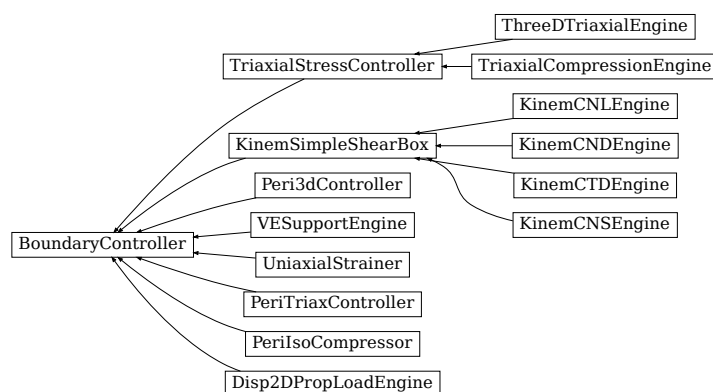 ThreeDTriaxialEngine
TriaxialStressController
TriaxialCompressionEngine
KinemCNLEngine
KinemSimpleShearBox
KinemCNDEngine
Peri3dController
KinemCTDEngine
VESupportEngine
KinemCNSEngine
BoundaryController
UniaxialStrainer
PeriTriaxController
PeriIsoCompressor
Disp2DPropLoadEngine